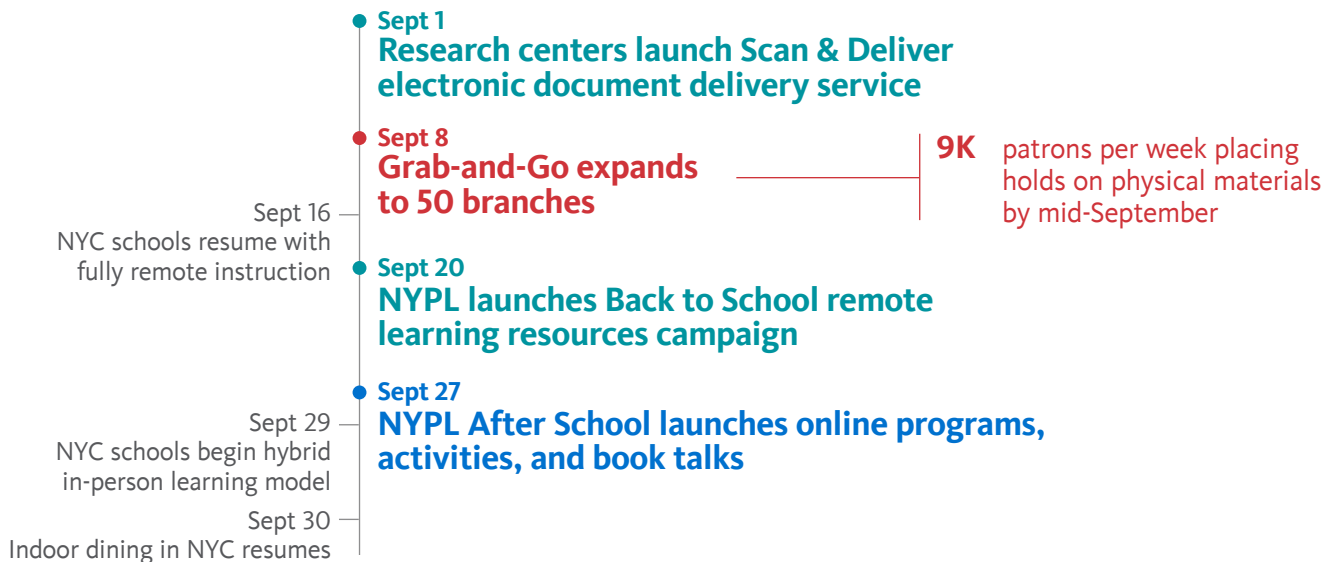 Sept 1
Research centers launch Scan & Deliver
electronic document delivery service
Sept 8
Grab-and-Go expands
to 50 branches
9K
patrons per week placing
holds on physical materials
by mid-September
Sept 16
NYC schools resume with
fully remote instruction
Sept 20
NYPL launches Back to School remote
learning resources campaign
Sept 27
NYPL After School launches online programs,
activities, and book talks
Sept 29
NYC schools begin hybrid
in-person learning model
Sept 30
Indoor dining in NYC resumes